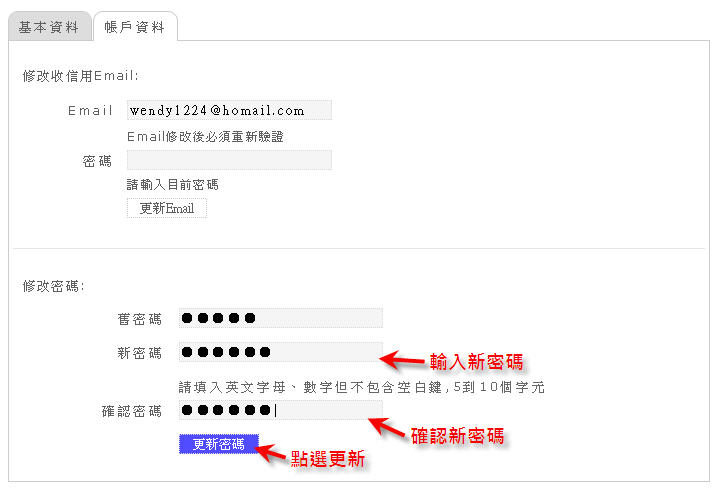 基本資料 帳戶資料
修改收信用Email:
Email wendy1224@homail.com
Email修改後必須重新驗證
密碼
請輸入目前密碼
更新Email
修改密碼:
舊密碼 ●●●●●
新密碼 ●●●●●●
輸入新密碼
請填入英文字母、數字但不包含空白鍵,5到10個字元
確認密碼 ●●●●●●
確認新密碼
更新密碼
點選更新